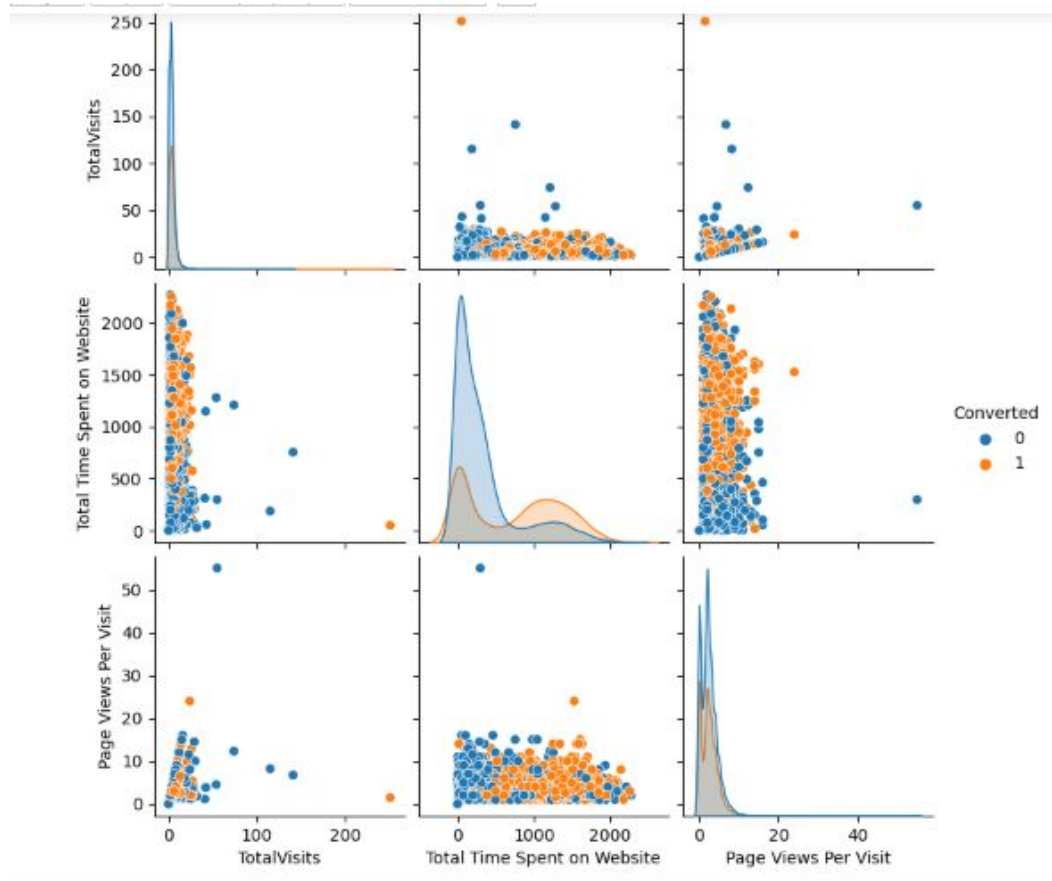 250
200
150
100
50
0
TotalVisits
2000
1500
1000
500
0
Total Time Spent on Website
Converted
0
1
50
40
30
20
10
0
Page Views Per Visit
0 100 200
TotalVisits
0 1000 2000
Total Time Spent on Website
0 20 40
Page Views Per Visit